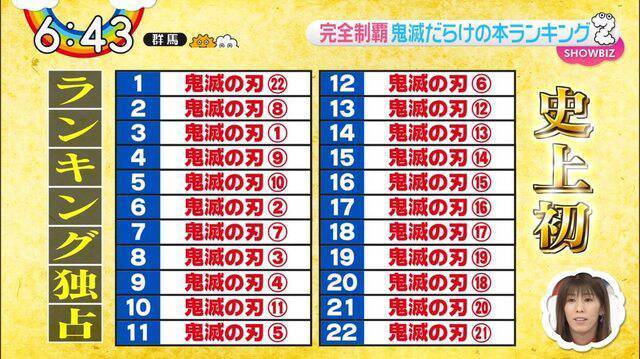 6:43
群馬
完全制覇 鬼滅だらけの本ランキング
SHOWBIZ
ランキング独占
1 鬼滅の刃㉒
2 鬼滅の刃⑧
3 鬼滅の刃①
4 鬼滅の刃⑨
5 鬼滅の刃⑩
6 鬼滅の刃②
7 鬼滅の刃⑦
8 鬼滅の刃③
9 鬼滅の刃④
10 鬼滅の刃⑪
11 鬼滅の刃⑤
12 鬼滅の刃⑥
13 鬼滅の刃⑫
14 鬼滅の刃⑬
15 鬼滅の刃⑭
16 鬼滅の刃⑮
17 鬼滅の刃⑯
18 鬼滅の刃⑰
19 鬼滅の刃⑲
20 鬼滅の刃⑱
21 鬼滅の刃⑳
22 鬼滅の刃㉑
史上初